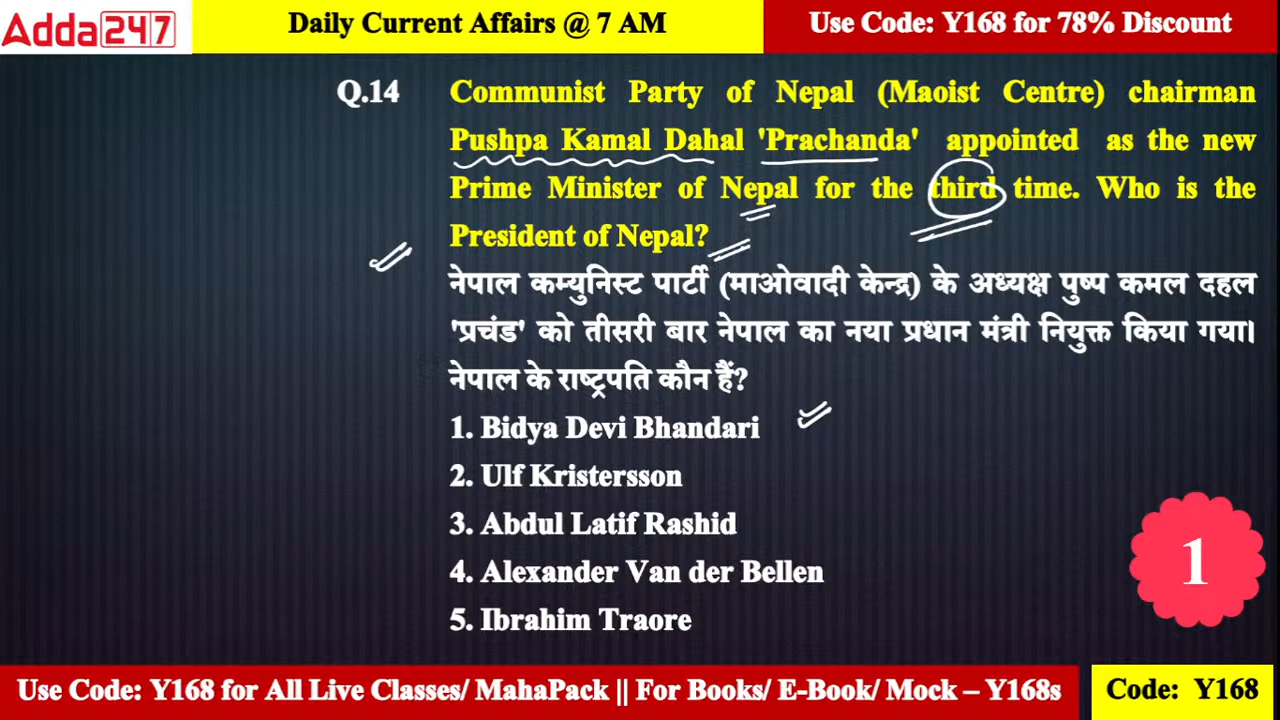 Adda247
Daily Current Affairs @ 7 AM
Use Code: Y168 for 78% Discount
Q.14 Communist Party of Nepal (Maoist Centre) chairman
Pushpa Kamal Dahal 'Prachanda' appointed as the new
Prime Minister of Nepal for the third time. Who is the
President of Nepal?
नेपाल कम्युनिस्ट पार्टी (माओवादी केन्द्र) के अध्यक्ष पुष्प कमल दहल
'प्रचंड' को तीसरी बार नेपाल का नया प्रधान मंत्री नियुक्त किया गया।
नेपाल के राष्ट्रपति कौन हैं?
1. Bidya Devi Bhandari
2. Ulf Kristersson
3. Abdul Latif Rashid
4. Alexander Van der Bellen
5. Ibrahim Traore
1
Use Code: Y168 for All Live Classes/ MahaPack || For Books/ E-Book/ Mock – Y168s
Code: Y168